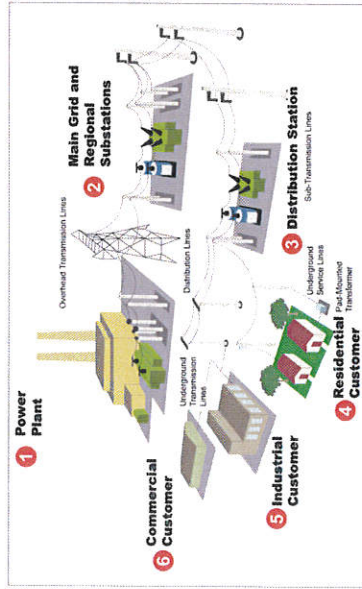 1
Power
Plant
Overhead Transmission Lines
2
Main Grid and
Regional
Substations
Distribution Lines
3
Distribution Station
Sub-Transmission Lines
Underground
Service Lines
Pad-Mounted
Transformer
4
Residential
Customer
5
Industrial
Customer
Underground
Transmission
Lines
6
Commercial
Customer